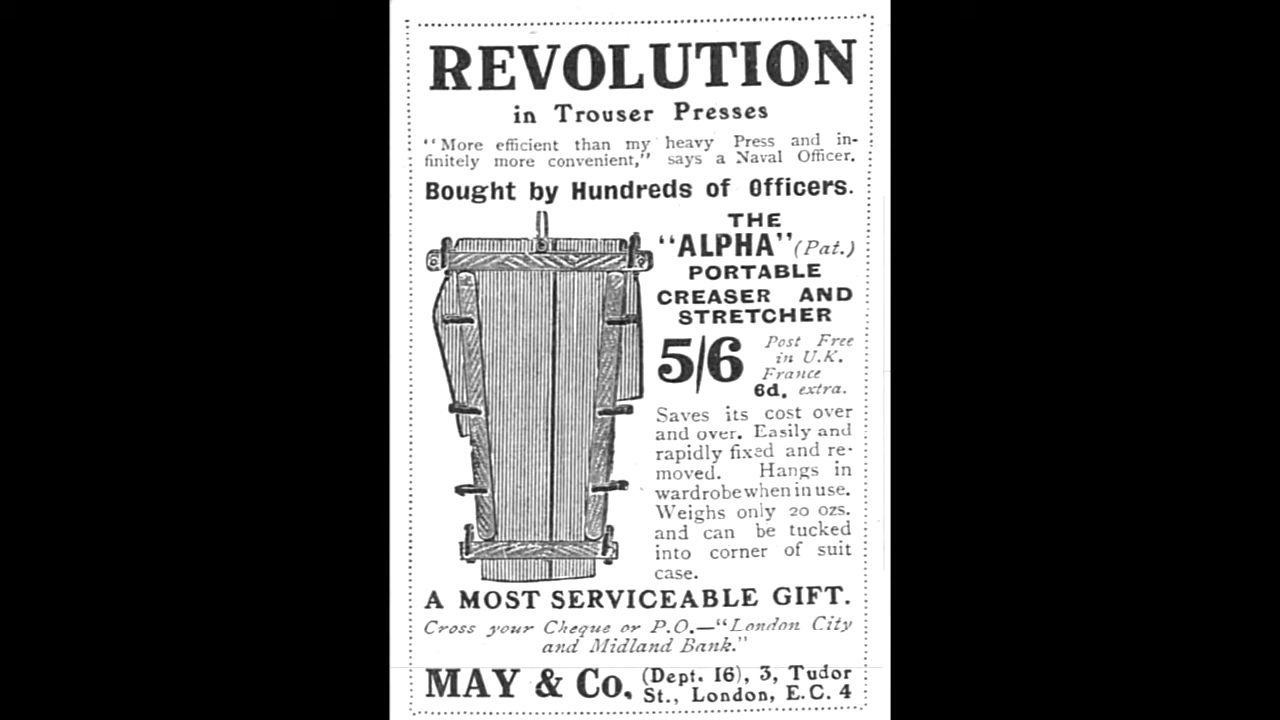 REVOLUTION
in Trouser Presses
"More efficient than my heavy Press and in-
finitely more convenient," says a Naval Officer.
Bought by Hundreds of Officers.
THE
"ALPHA" (Pat.)
PORTABLE
CREASER AND
STRETCHER
5/6
Post Free
in U.K.
France
6d. extra.
Saves its cost over
and over. Easily and
rapidly fixed and re-
moved. Hangs in
wardrobe when in use.
Weighs only 20 ozs.
and can be tucked
into corner of suit
case.
A MOST SERVICEABLE GIFT.
Cross your Cheque or P.O.—"London City
and Midland Bank."
MAY & Co. (Dept. 16), 3, Tudor
St., London, E.C. 4